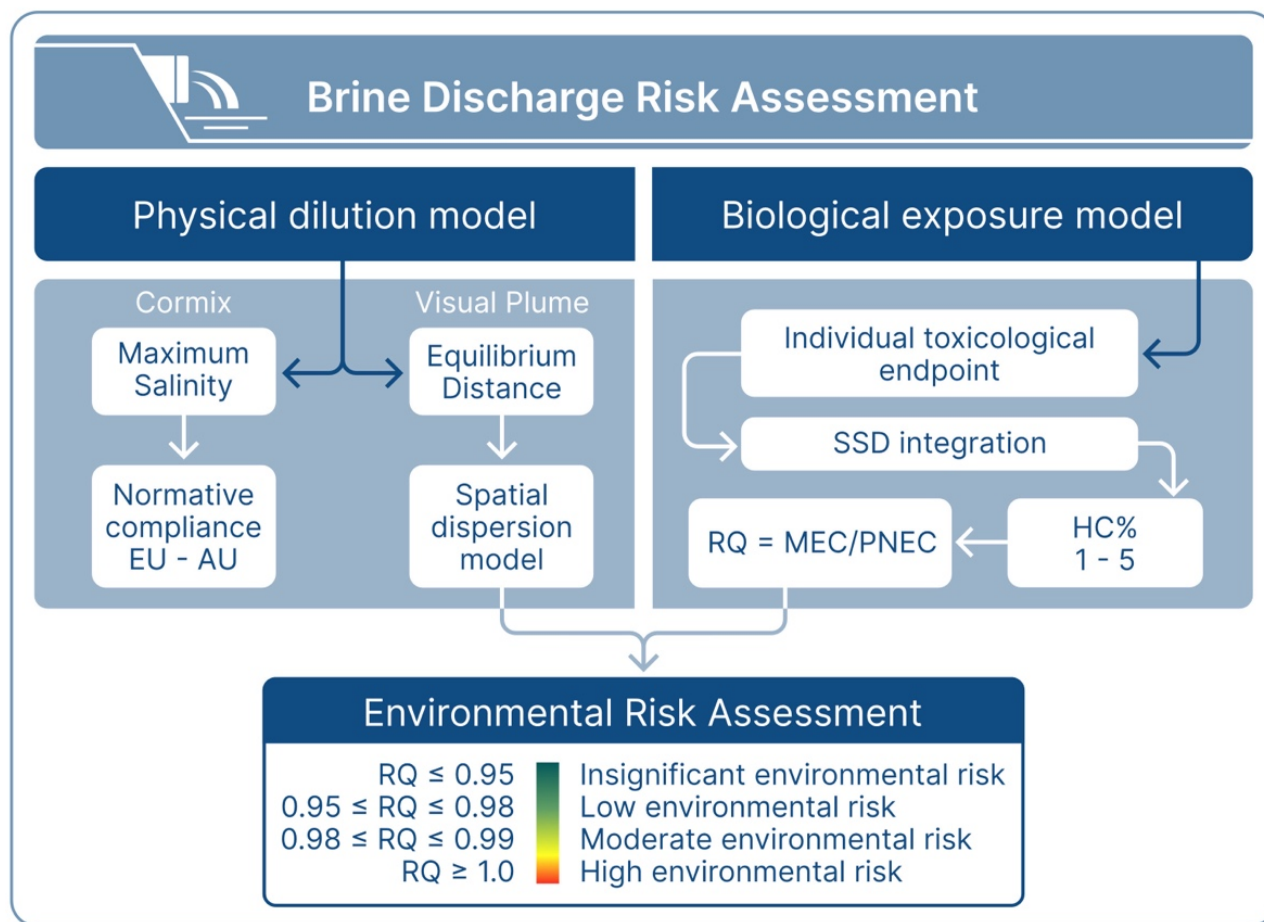 Brine Discharge Risk Assessment
Physical dilution model
Biological exposure model
Cormix
Maximum
Salinity
Normative
compliance
EU - AU
Visual Plume
Equilibrium
Distance
Spatial
dispersion
model
Individual toxicological
endpoint
SSD integration
HC%
1 - 5
RQ = MEC/PNEC
Environmental Risk Assessment
RQ ≤ 0.95 Insignificant environmental risk
0.95 ≤ RQ ≤ 0.98 Low environmental risk
0.98 ≤ RQ ≤ 0.99 Moderate environmental risk
RQ ≥ 1.0 High environmental risk